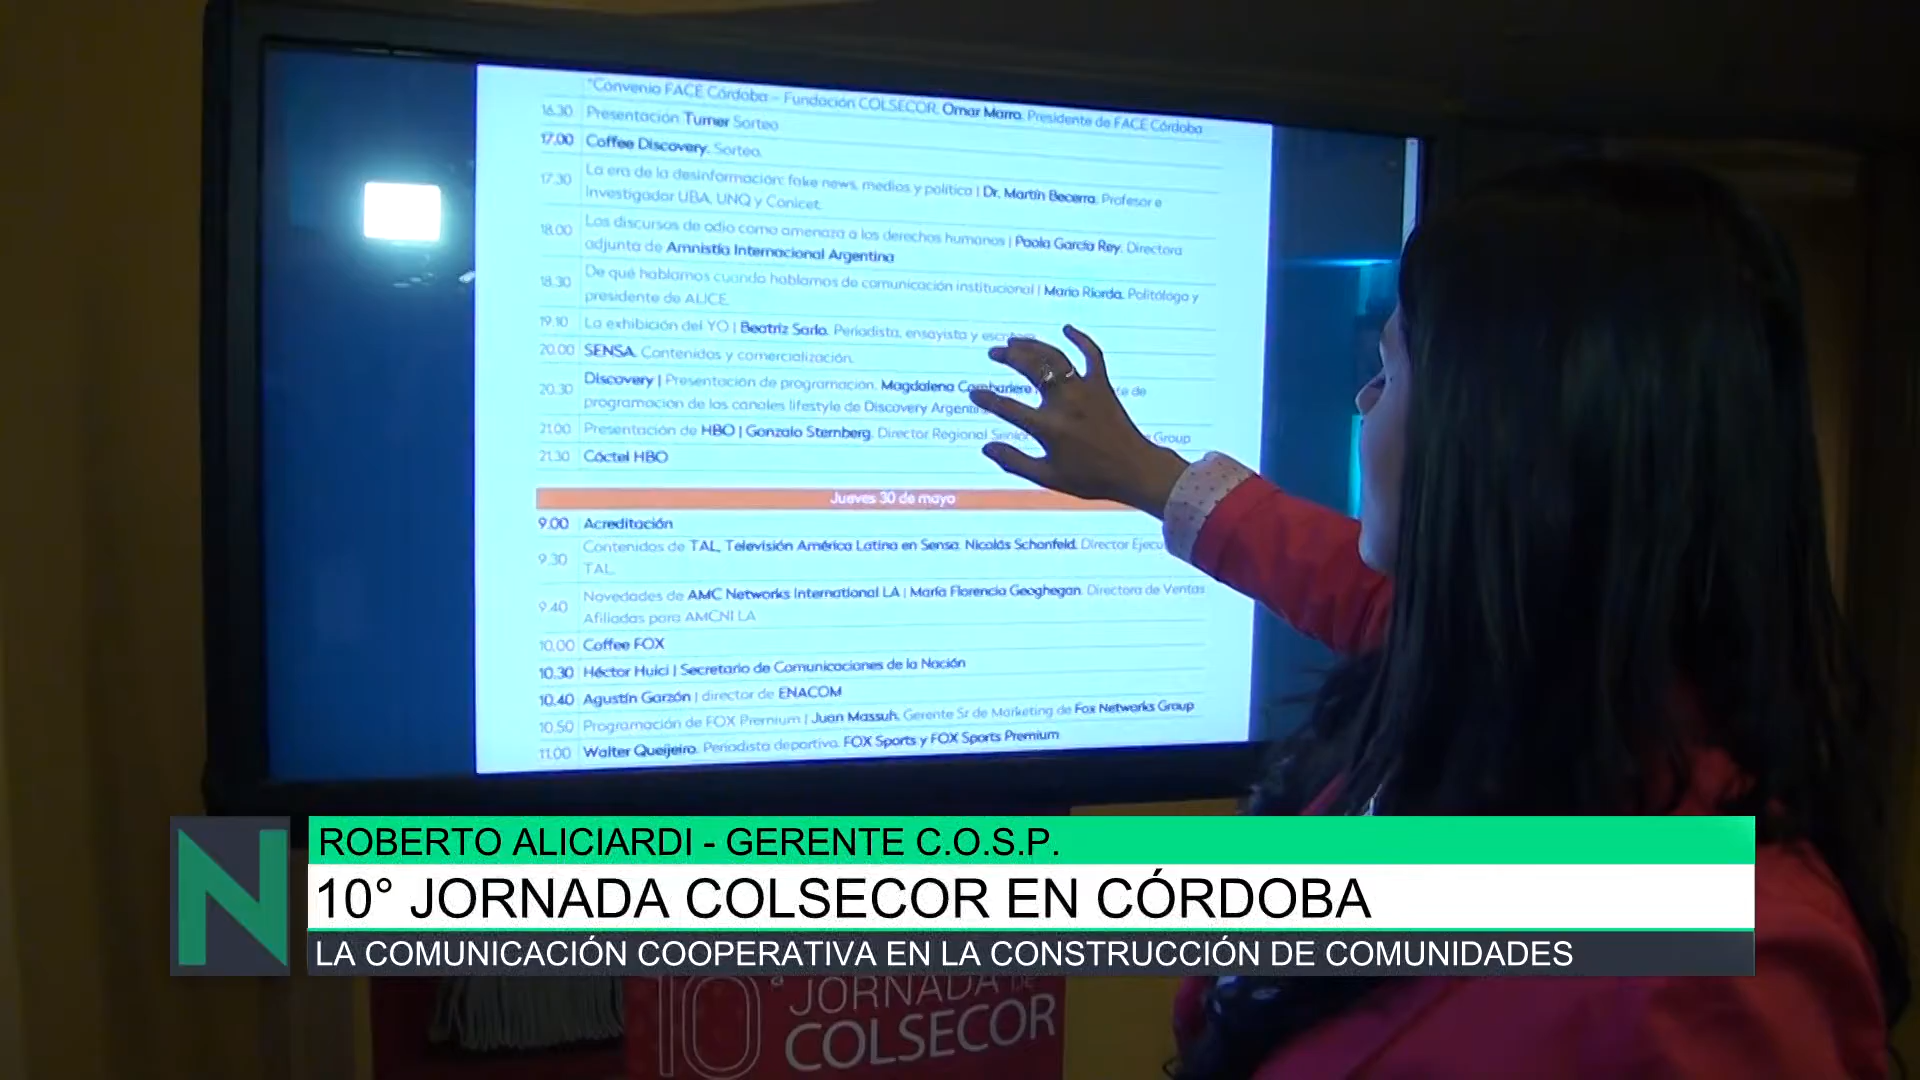 "Convenio FACE Córdoba – Fundación COLSECOR. Omar Marro. Presidente de FACE Córdoba
16.30 Presentación Turner Sorteo
17.00 Coffee Discovery. Sorteo.
17.30 La era de la desinformación: fake news, medios y política | Dr. Martín Becerra. Profesor e
Investigador UBA, UNQ y Conicet.
18.00 Los discursos de odio como amenaza a los derechos humanos | Paola García Rey. Directora
adjunta de Amnistía Internacional Argentina
18.30 De qué hablamos cuando hablamos de comunicación institucional | Mario Riorda. Politólogo y
presidente de ALICE.
19.10 La exhibición del YO | Beatriz Sarlo. Periodista, ensayista y
20.00 SENSA. Contenidos y comercialización.
20.30 Discovery | Presentación de programación. Magdalena de
programación de los canales lifestyle de Discovery
21.00 Presentación de HBO | Gonzalo Sternberg. Director Regional Group
21.30 Cóctel HBO
Jueves 30 de mayo
9.00 Acreditación
9.30 Contenidos de TAL, Televisión América Latina en Sensa. Nicolás Schonfeld. Director
TAL.
9.40 Novedades de AMC Networks International LA | María Florencia Geoghegan. Directora de Ventas
Afiliadas para AMCNI LA
10.00 Coffee FOX
10.30 Héctor Huici | Secretario de Comunicaciones de la Nación
10.40 Agustín Garzón | director de ENACOM
10.50 Programación de FOX Premium | Juan Massuh. Gerente Sr de Marketing de Fox Networks Group
11.00 Walter Queijeiro. Periodista deportivo. FOX Sports y FOX Sports Premium
N
ROBERTO ALICIARDI - GERENTE C.O.S.P.
10° JORNADA COLSECOR EN CÓRDOBA
LA COMUNICACIÓN COOPERATIVA EN LA CONSTRUCCIÓN DE COMUNIDADES
10ª JORNADA DE
COLSECOR